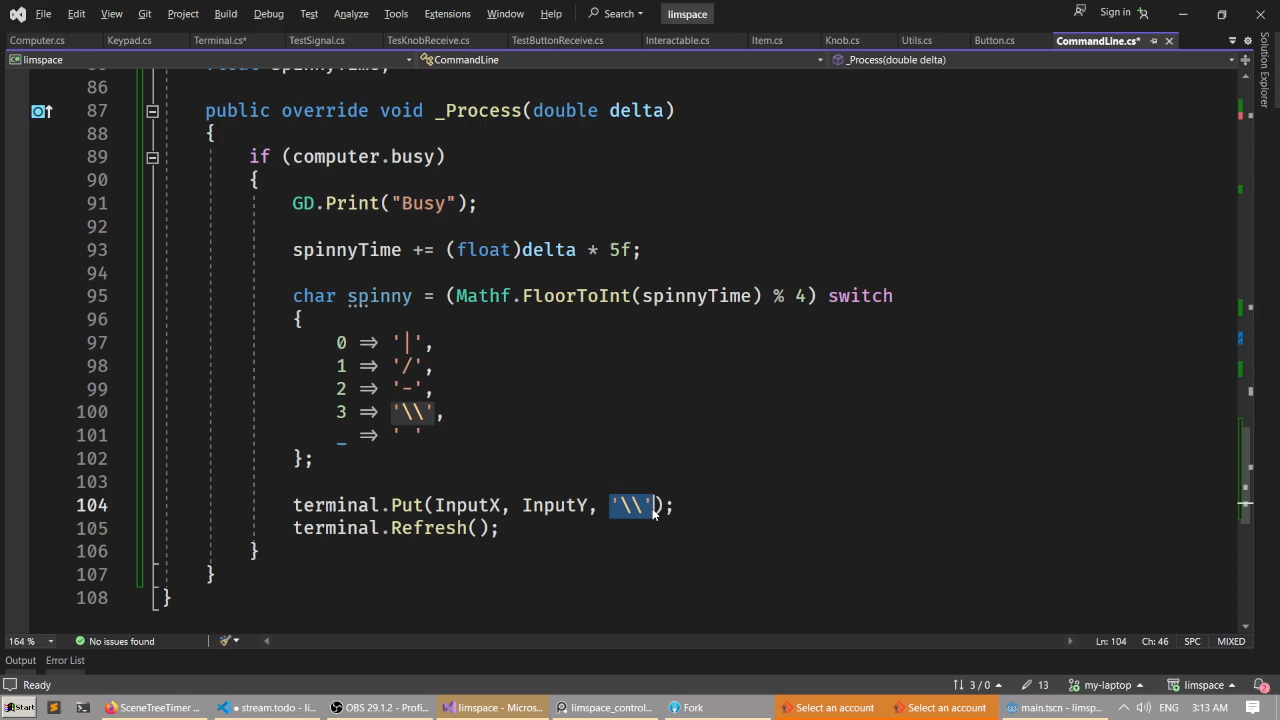 File Edit View Git Project Build Debug Test Analyze Tools Extensions Window Help Search limspace Sign in
Computer.cs Keypad.cs Terminal.cs* TestSignal.cs TesKnobReceive.cs TestButtonReceive.cs Interactable.cs Item.cs Knob.cs Utils.cs Button.cs CommandLine.cs*
limspace CommandLine _Process(double delta)
Solution Explorer
86
87 public override void _Process(double delta)
88 {
89 if (computer.busy)
90 {
91 GD.Print("Busy");
92
93 spinnyTime += (float)delta * 5f;
94
95 char spinny = (Mathf.FloorToInt(spinnyTime) % 4) switch
96 {
97 0 => '|',
98 1 => '/',
99 2 => '-',
100 3 => '\\',
101 _ => ' '
102 };
103
104 terminal.Put(InputX, InputY, '\\');
105 terminal.Refresh();
106 }
107 }
108 }
164 % No issues found Ln: 104 Ch: 46 SPC MIXED
Output Error List
Ready 3 / 0 13 my-laptop limspace 2
Start SceneTreeTimer ... ● stream.todo - li... OBS 29.1.2 - Profi... limspace - Micros... limspace_control... Fork Select an account Select an account main.tscn - limsp... ENG 3:13 AM